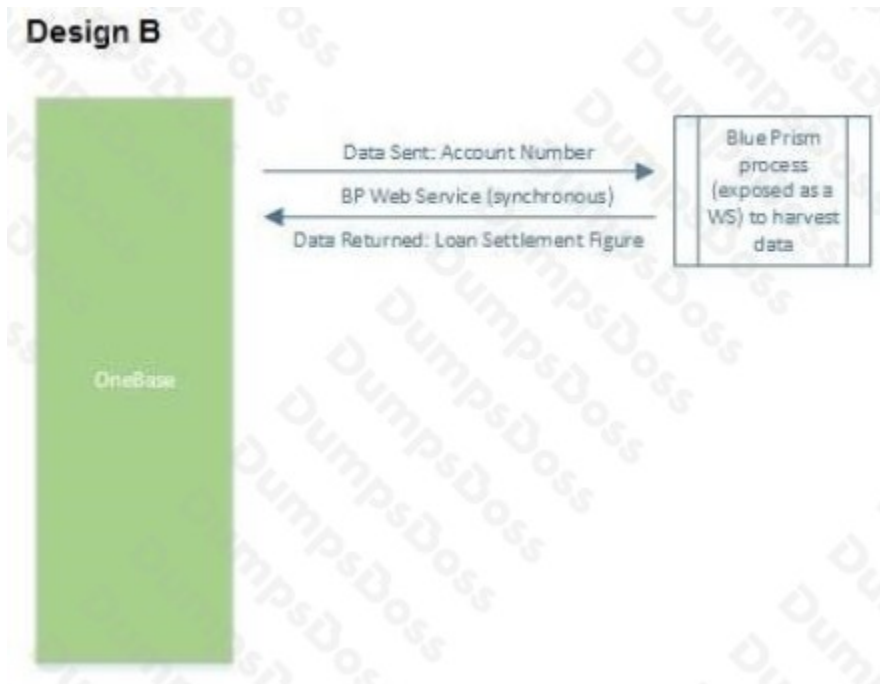 Design B
OneBase
Data Sent: Account Number
BP Web Service (synchronous)
Data Returned: Loan Settlement Figure
Blue Prism
process
(exposed as a
WS) to harvest
data
DumpsDoss